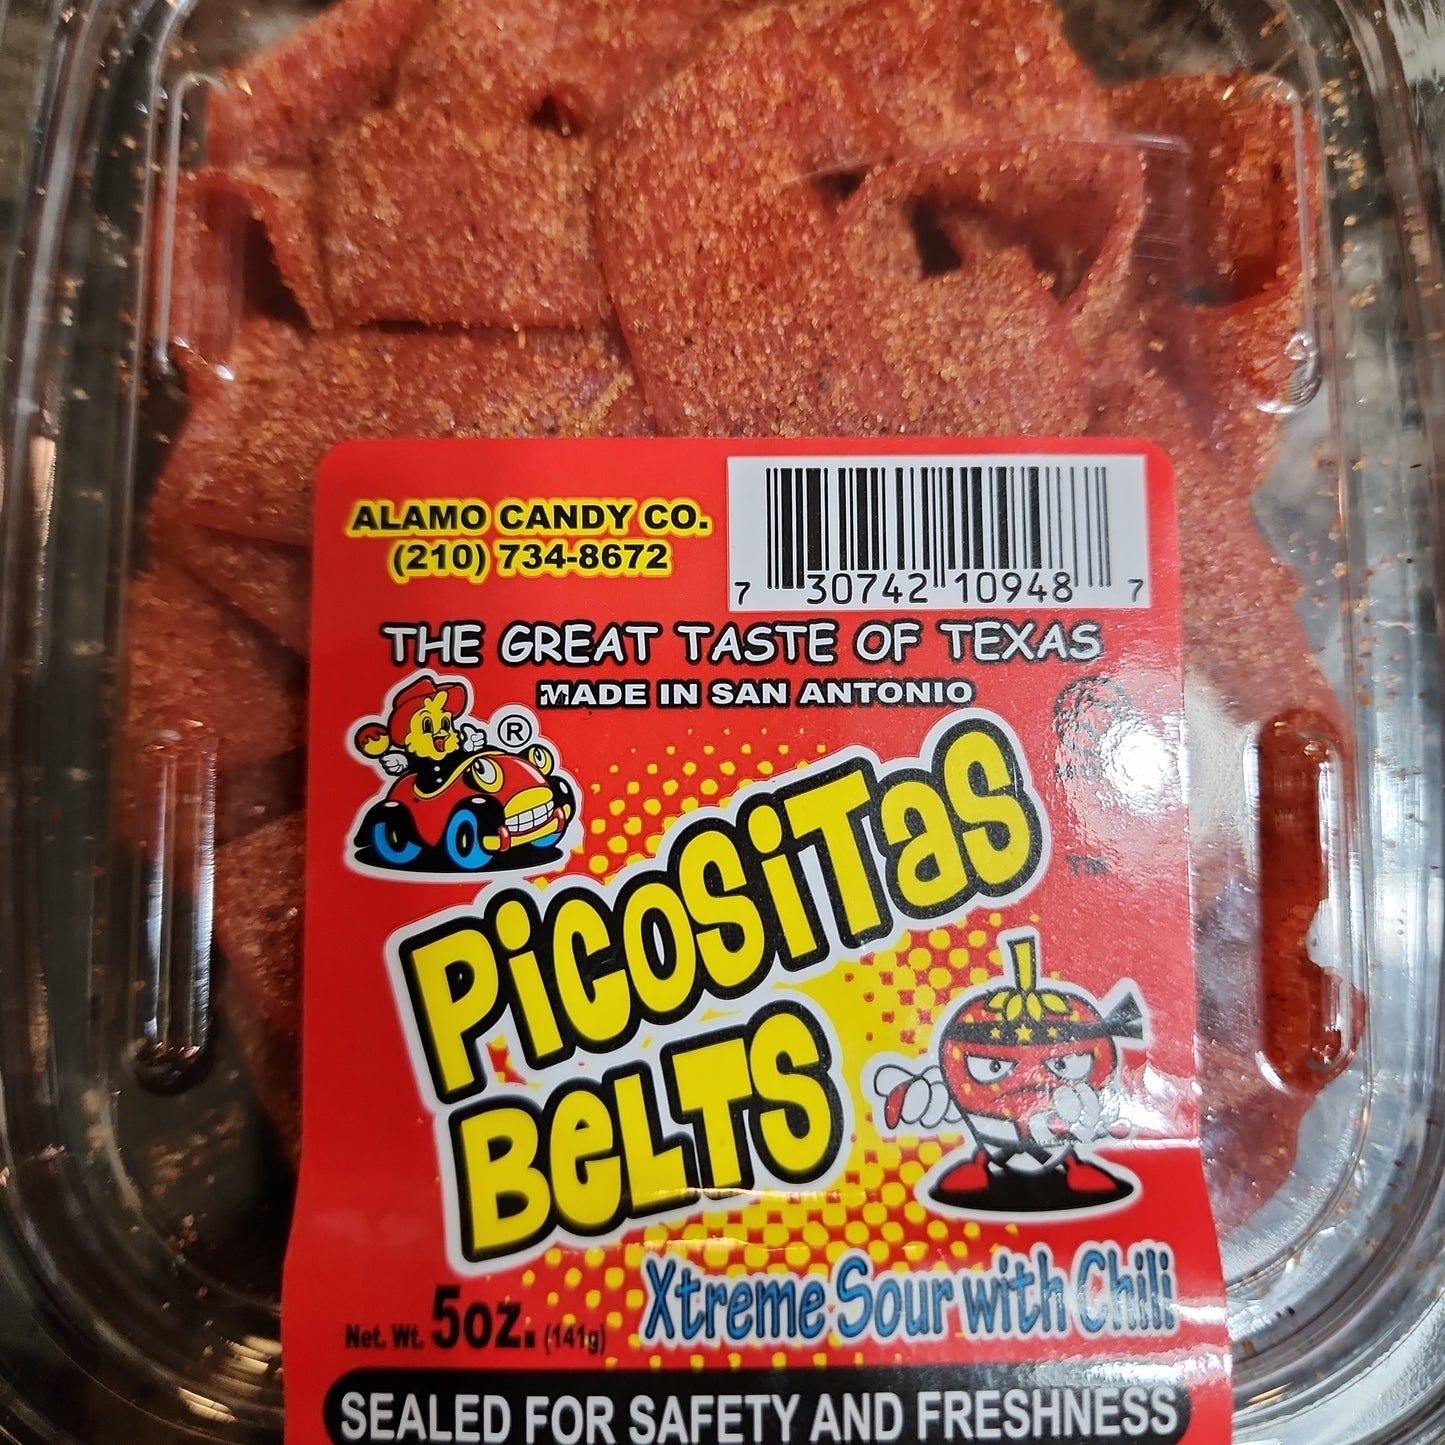 ALAMO CANDY CO.
(210) 734-8672
7 30742 10948 7
THE GREAT TASTE OF TEXAS
MADE IN SAN ANTONIO
®
PiCOSiTaS
BeLTS
TM
Xtreme Sour with Chili
Net. Wt. 5oz. (141g)
SEALED FOR SAFETY AND FRESHNESS